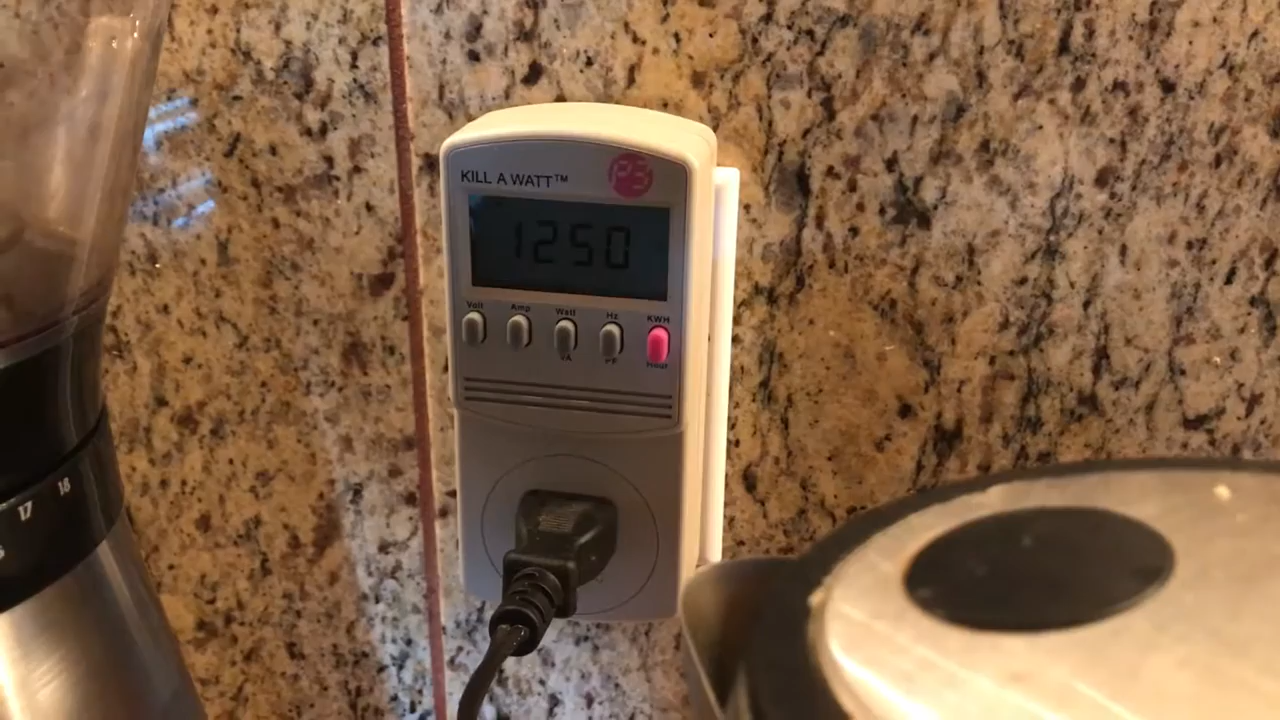 KILL A WATT™ P3
1250
Volt Amp Watt Hz KWH
VA PF Hour
18
17